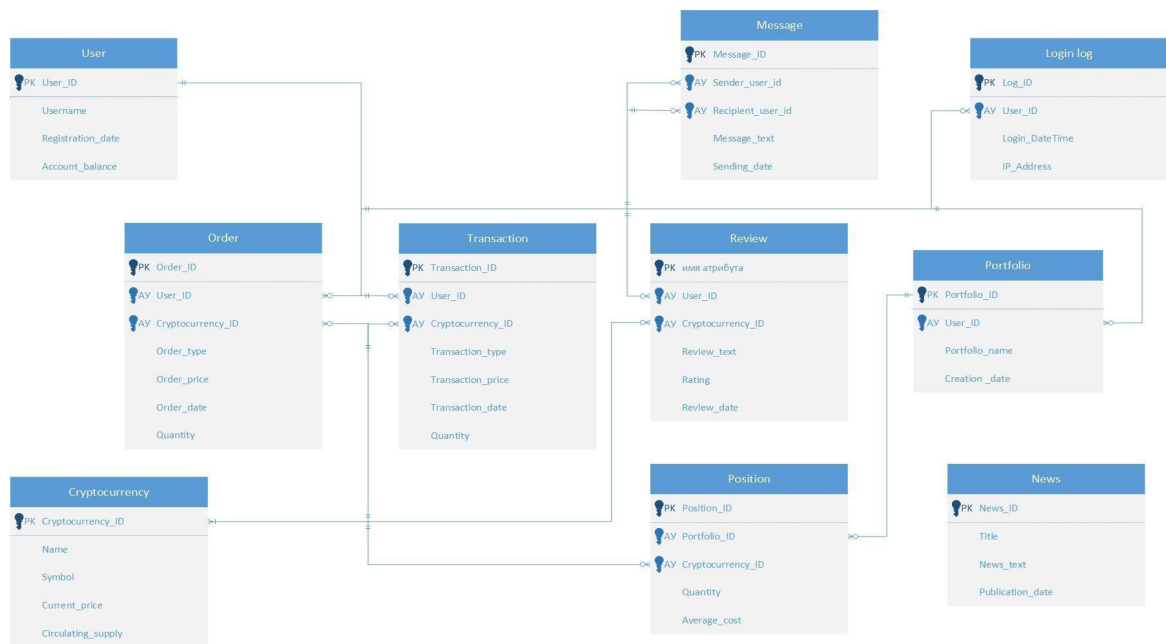 User
PK User_ID
Username
Registration_date
Account_balance
Message
PK Message_ID
АУ Sender_user_id
АУ Recipient_user_id
Message_text
Sending_date
Login log
PK Log_ID
АУ User_ID
Login_DateTime
IP_Address
Order
PK Order_ID
АУ User_ID
АУ Cryptocurrency_ID
Order_type
Order_price
Order_date
Quantity
Transaction
PK Transaction_ID
АУ User_ID
АУ Cryptocurrency_ID
Transaction_type
Transaction_price
Transaction_date
Quantity
Review
PK имя атрибута
АУ User_ID
АУ Cryptocurrency_ID
Review_text
Rating
Review_date
Portfolio
PK Portfolio_ID
АУ User_ID
Portfolio_name
Creation _date
Cryptocurrency
PK Cryptocurrency_ID
Name
Symbol
Current_price
Circulating_supply
Position
PK Position_ID
АУ Portfolio_ID
АУ Cryptocurrency_ID
Quantity
Average_cost
News
PK News_ID
Title
News_text
Publication_date